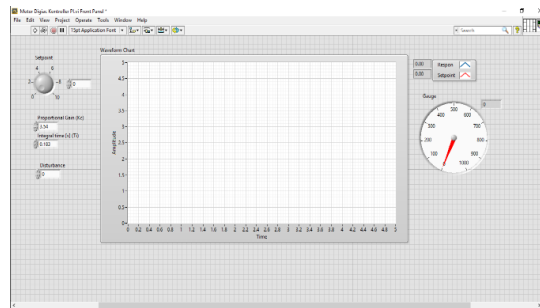 Motor Digitas Kontroller PI.vi Front Panel *
File Edit View Project Operate Tools Window Help
15pt Application Font
Search
Setpoint
4 6
2 8
0 10
0
Proportional Gain (Kc)
3.54
Integral time (s) (Ti)
0.182
Disturbance
0
Waveform Chart
Amplitude
5
4.5
4
3.5
3
2.5
2
1.5
1
0.5
0
0 0.2 0.4 0.6 0.8 1 1.2 1.4 1.6 1.8 2 2.2 2.4 2.6 2.8 3 3.2 3.4 3.6 3.8 4 4.2 4.4 4.6 4.8 5
Time
0.00 Respon
0.00 Setpoint
Gauge
0
400 500 600
300 700
200 800
100 900
1000